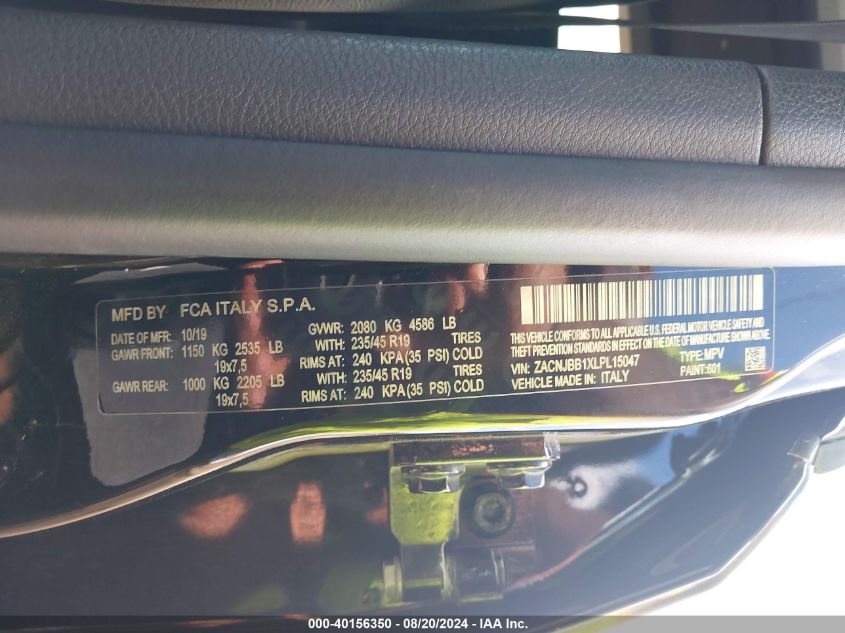 MFD BY FCA ITALY S.P.A.
DATE OF MFR: 10/19 GVWR: 2080 KG 4586 LB
GAWR FRONT: 1150 KG 2535 LB WITH: 235/45 R19 TIRES
19x7,5 RIMS AT: 240 KPA(35 PSI) COLD
GAWR REAR: 1000 KG 2205 LB WITH: 235/45 R19 TIRES
19x7,5 RIMS AT: 240 KPA(35 PSI) COLD
THIS VEHICLE CONFORMS TO ALL APPLICABLE U.S. FEDERAL MOTOR VEHICLE SAFETY AND
THEFT PREVENTION STANDARDS IN EFFECT ON THE DATE OF MANUFACTURE SHOWN ABOVE.
VIN: ZACNJBB1XLPL15047 TYPE: MPV
VEHICLE MADE IN: ITALY PAINT:601
000-40156350 - 08/20/2024 - IAA Inc.